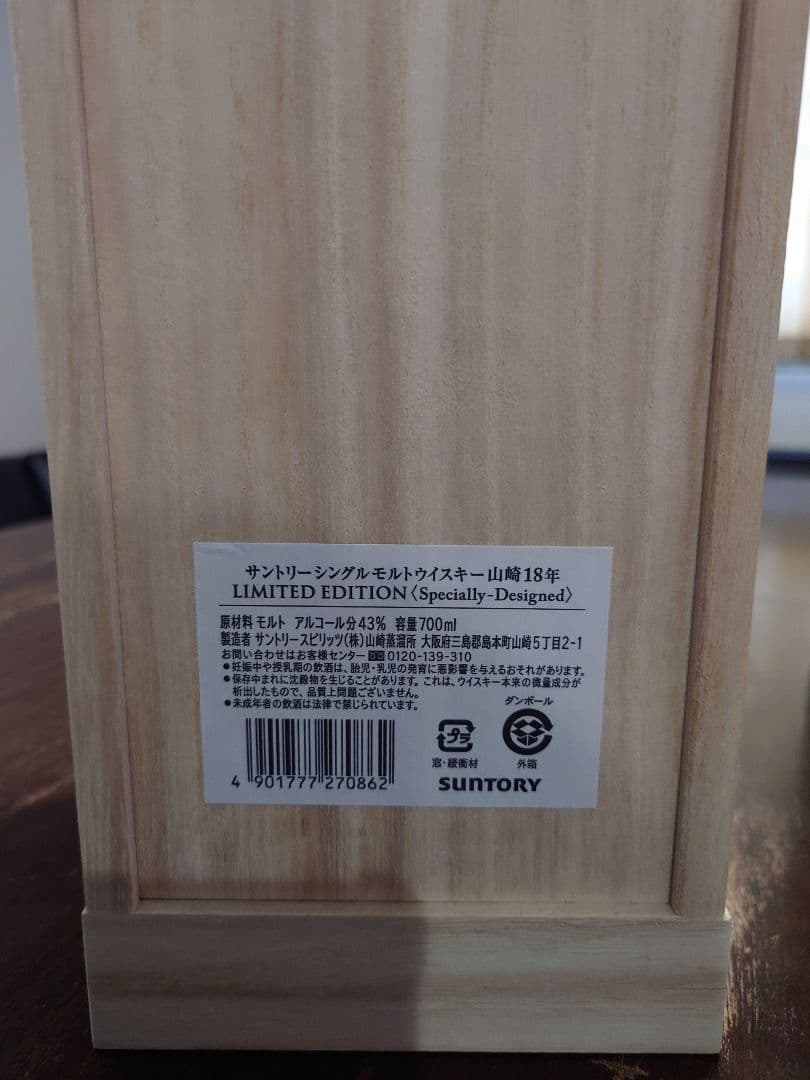 サントリーシングルモルトウイスキー山崎18年
LIMITED EDITION〈Specially-Designed〉
原材料 モルト アルコール分43% 容量700ml
製造者 サントリースピリッツ(株)山崎蒸溜所 大阪府三島郡島本町山崎5丁目2-1
お問い合わせはお客様センター 0120-139-310
●妊娠中や授乳期の飲酒は、胎児・乳児の発育に悪影響を与えるおそれがあります。
●保存中まれに沈殿物を生じることがあります。これは、ウイスキー本来の微量成分が
析出したもので、品質上問題ございません。
●未成年者の飲酒は法律で禁じられています。
ダンボール
プラ
窓・緩衝材
外箱
4 901777 270862
SUNTORY